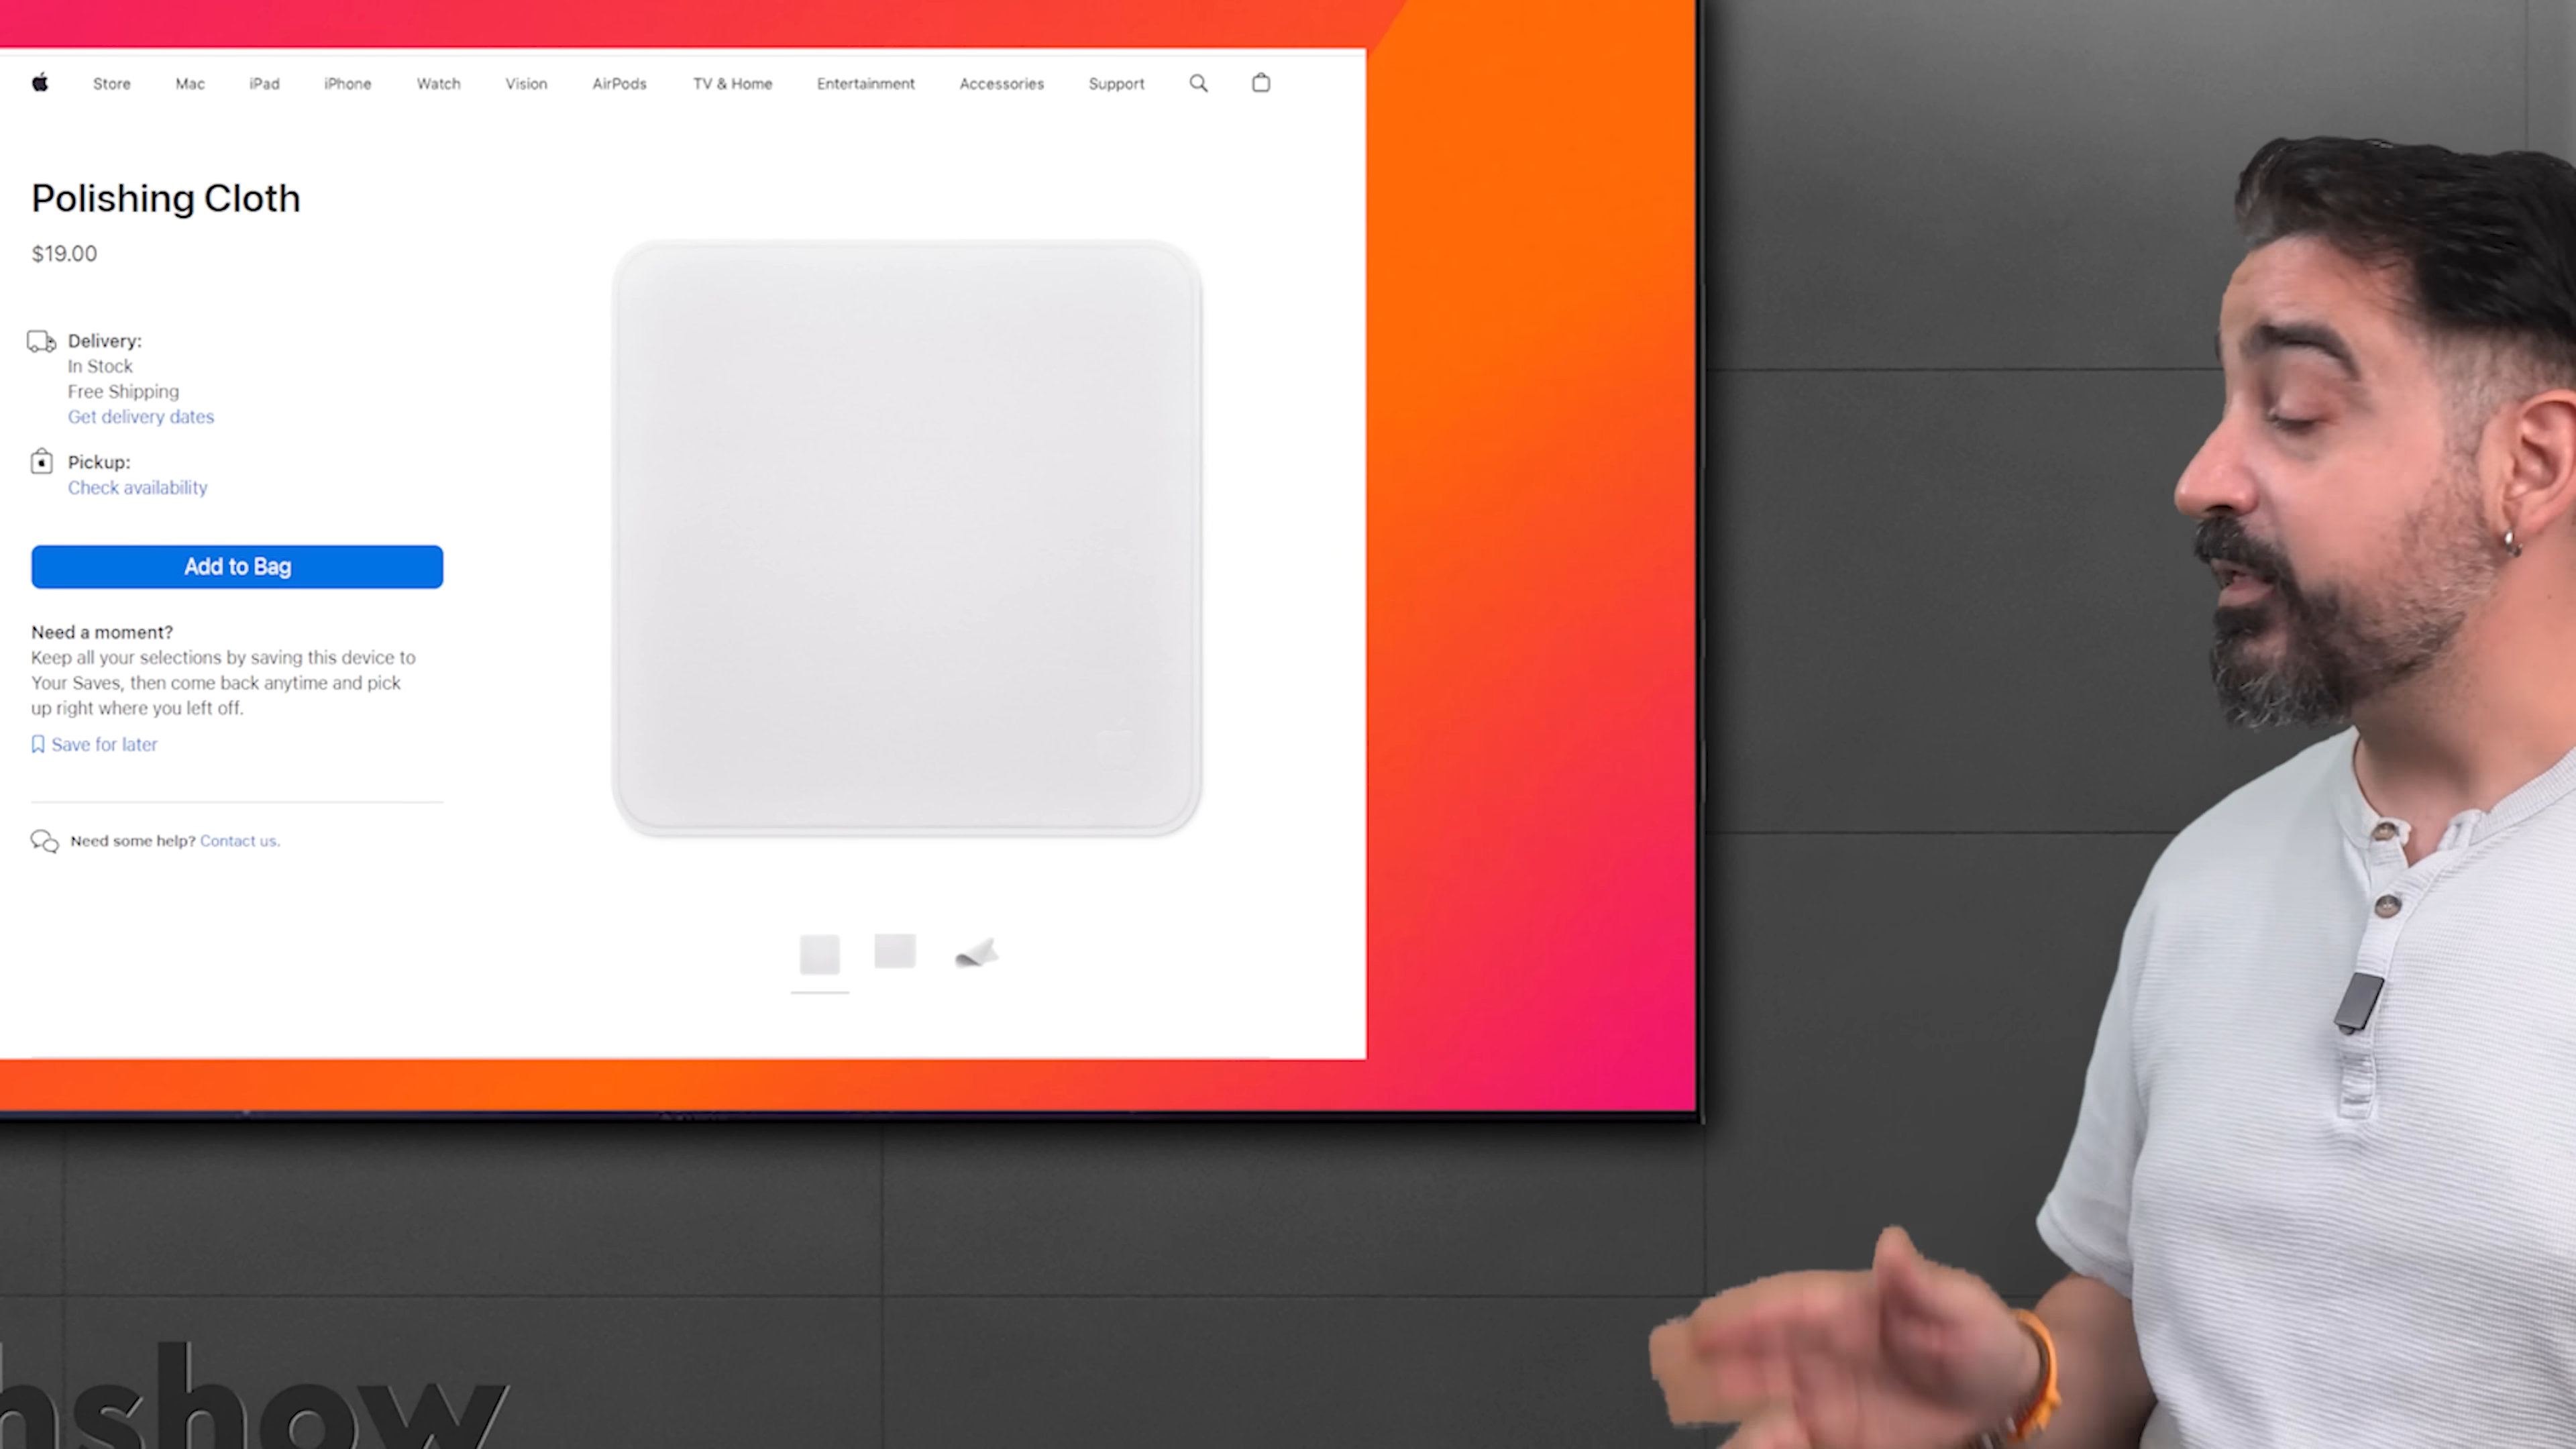 Store Mac iPad iPhone Watch Vision AirPods TV & Home Entertainment Accessories Support
Polishing Cloth
$19.00
Delivery:
In Stock
Free Shipping
Get delivery dates
Pickup:
Check availability
Add to Bag
Need a moment?
Keep all your selections by saving this device to
Your Saves, then come back anytime and pick
up right where you left off.
Save for later
Need some help? Contact us.
hshow